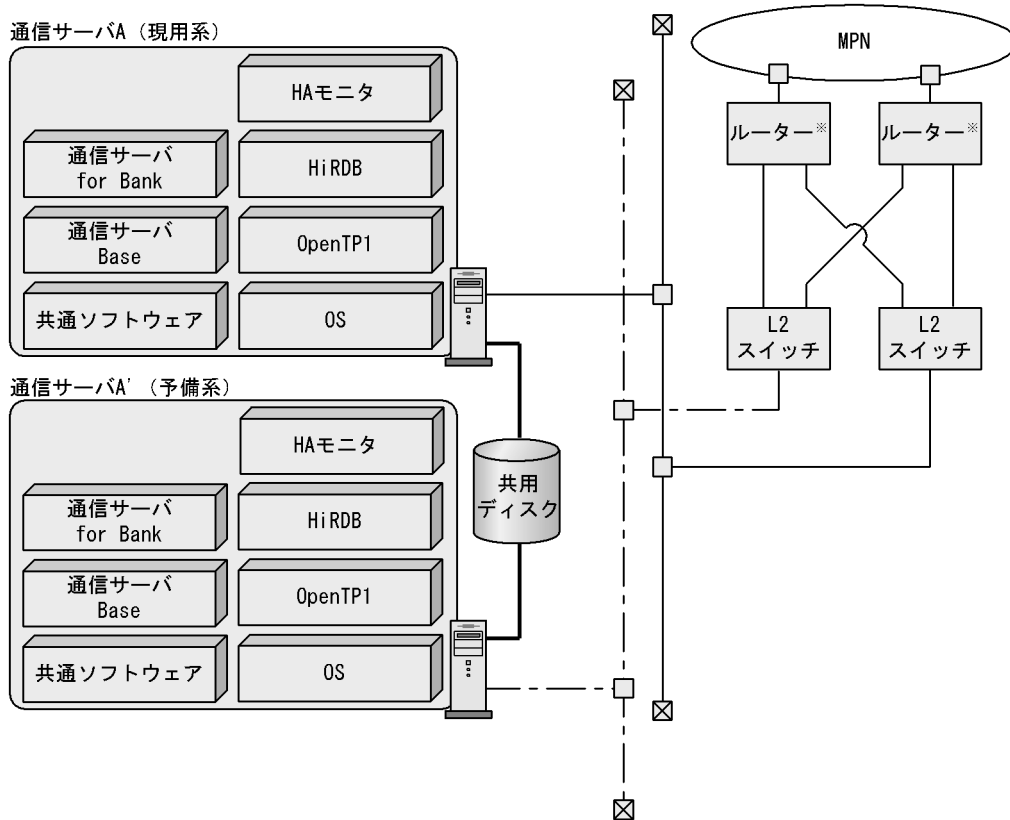 通信サーバA（現用系）
HAモニタ
通信サーバ
for Bank
HiRDB
通信サーバ
Base
OpenTP1
共通ソフトウェア
OS
通信サーバA'（予備系）
HAモニタ
通信サーバ
for Bank
HiRDB
通信サーバ
Base
OpenTP1
共通ソフトウェア
OS
共用
ディスク
MPN
ルーター※
ルーター※
L2
スイッチ
L2
スイッチ